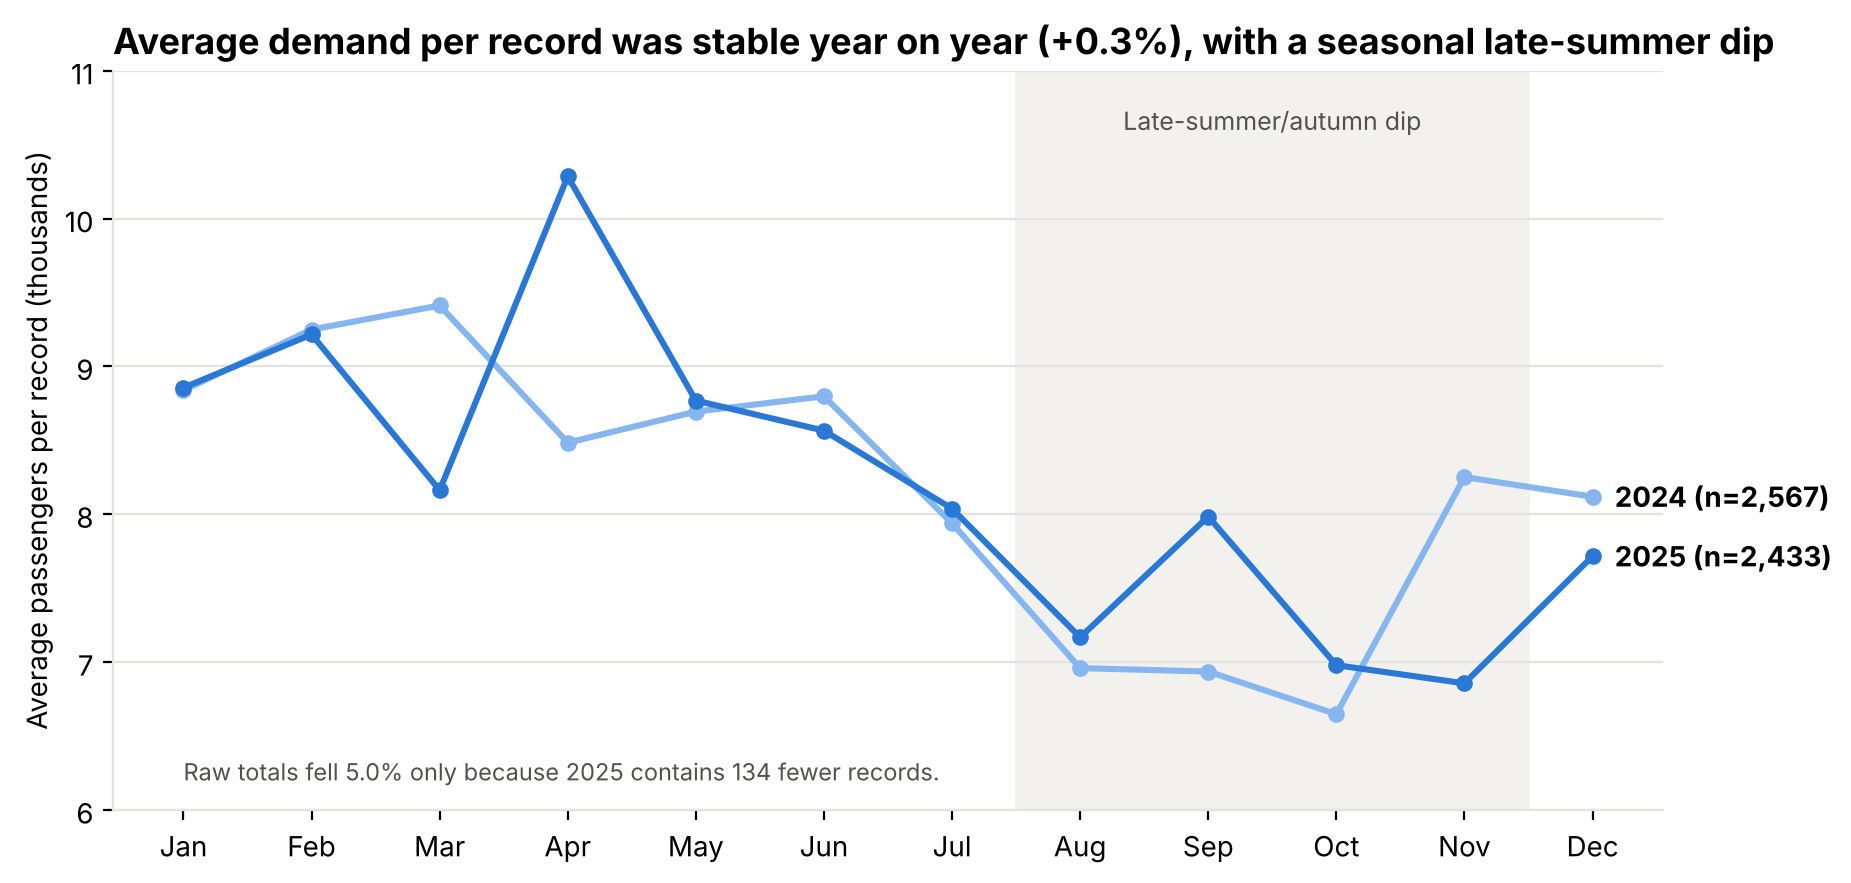 Average demand per record was stable year on year (+0.3%), with a seasonal late-summer dip
Average passengers per record (thousands)
11
10
9
8
7
6
Late-summer/autumn dip
2024 (n=2,567)
2025 (n=2,433)
Raw totals fell 5.0% only because 2025 contains 134 fewer records.
Jan Feb Mar Apr May Jun Jul Aug Sep Oct Nov Dec